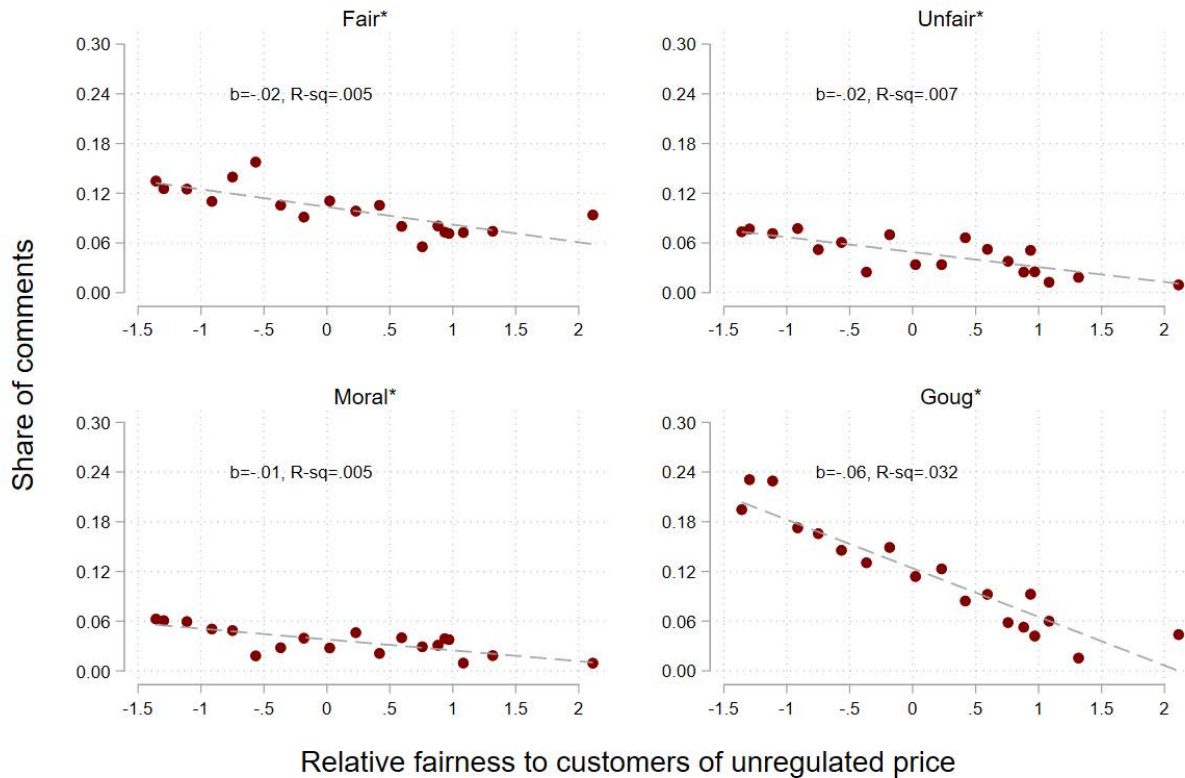 Fair*
Unfair*
0.30
0.24
0.18
0.12
0.06
0.00
b=-.02, R-sq=.005
-1.5 -1 -.5 0 .5 1 1.5 2
0.30
0.24
0.18
0.12
0.06
0.00
b=-.02, R-sq=.007
-1.5 -1 -.5 0 .5 1 1.5 2
Share of comments
Moral*
Goug*
0.30
0.24
0.18
0.12
0.06
0.00
b=-.01, R-sq=.005
-1.5 -1 -.5 0 .5 1 1.5 2
0.30
0.24
0.18
0.12
0.06
0.00
b=-.06, R-sq=.032
-1.5 -1 -.5 0 .5 1 1.5 2
Relative fairness to customers of unregulated price